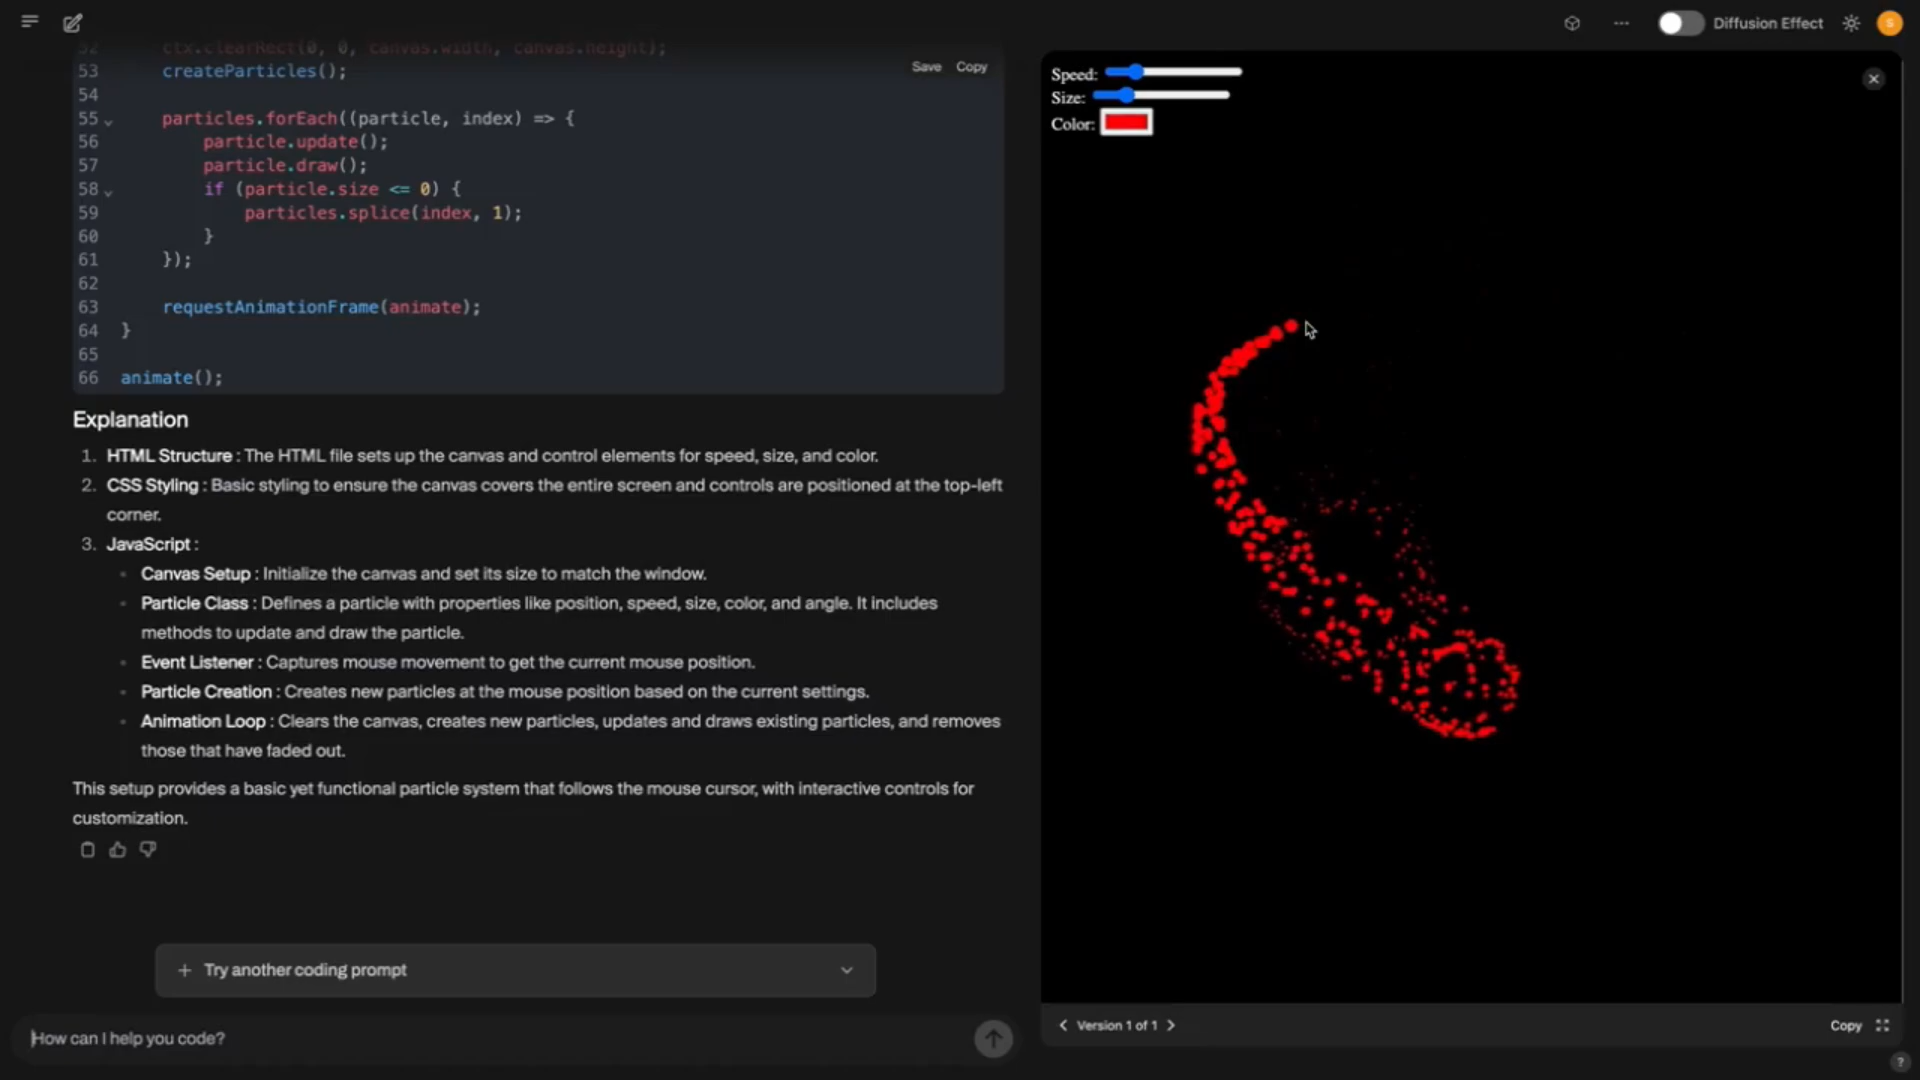 Diffusion Effect
S
52 ctx.clearRect(0, 0, canvas.width, canvas.height);
53 createParticles();
Save Copy
54
55 particles.forEach((particle, index) => {
56 particle.update();
57 particle.draw();
58 if (particle.size <= 0) {
59 particles.splice(index, 1);
60 }
61 });
62
63 requestAnimationFrame(animate);
64 }
65
66 animate();
Explanation
1. HTML Structure : The HTML file sets up the canvas and control elements for speed, size, and color.
2. CSS Styling : Basic styling to ensure the canvas covers the entire screen and controls are positioned at the top-left
corner.
3. JavaScript :
• Canvas Setup : Initialize the canvas and set its size to match the window.
• Particle Class : Defines a particle with properties like position, speed, size, color, and angle. It includes
methods to update and draw the particle.
• Event Listener : Captures mouse movement to get the current mouse position.
• Particle Creation : Creates new particles at the mouse position based on the current settings.
• Animation Loop : Clears the canvas, creates new particles, updates and draws existing particles, and removes
those that have faded out.
This setup provides a basic yet functional particle system that follows the mouse cursor, with interactive controls for
customization.
+ Try another coding prompt
How can I help you code?
Speed:
Size:
Color:
Version 1 of 1
Copy
?